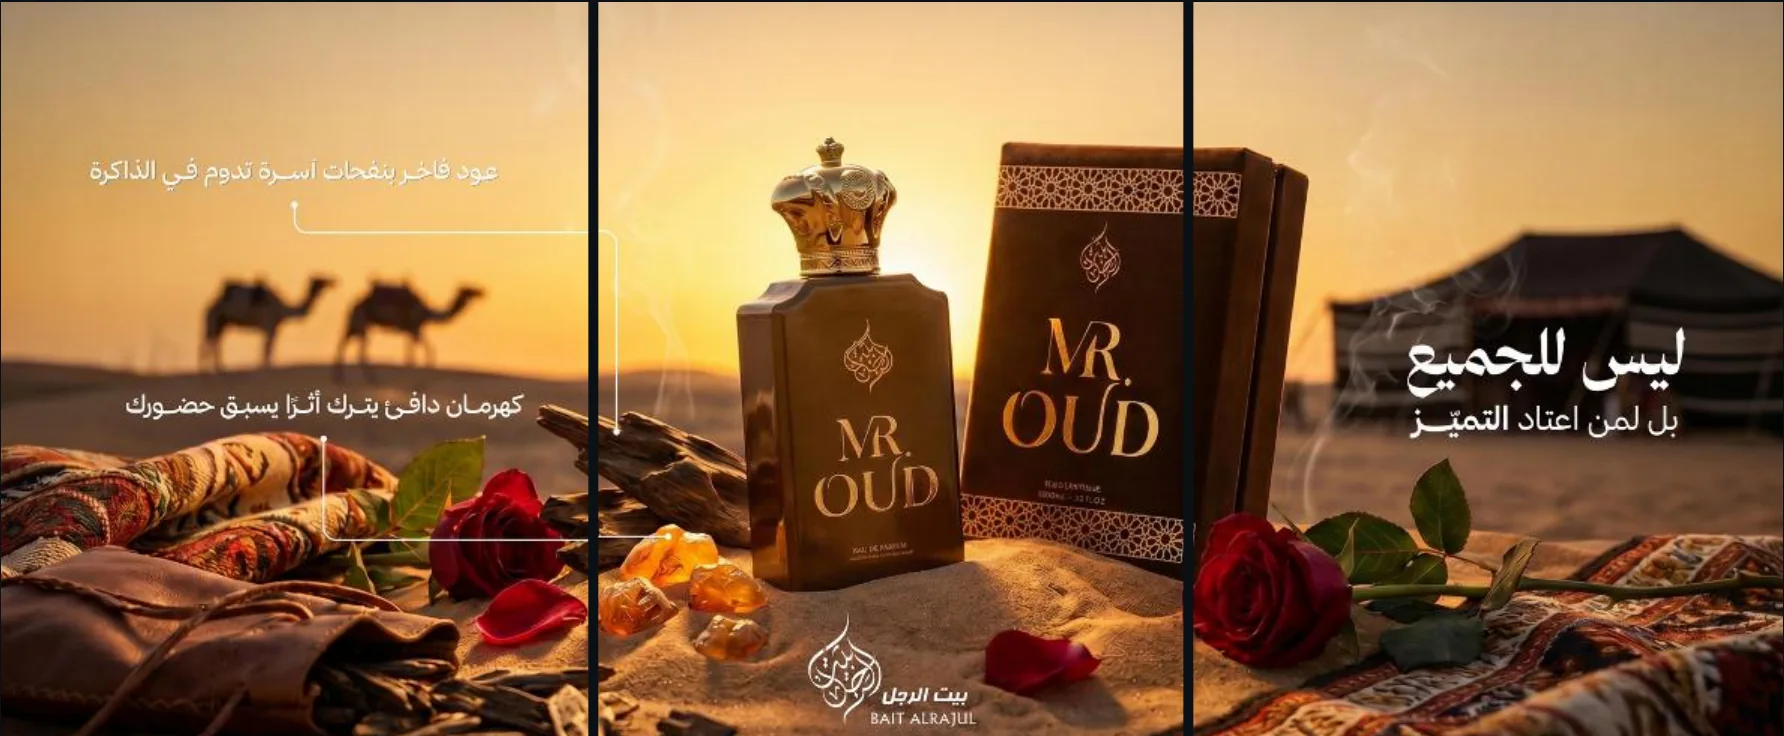 عود فاخر بنفحات آسرة تدوم في الذاكرة
كهرمان دافئ يترك أثرًا يسبق حضورك
MR.
OUD
EAU DE PARFUM
MR.
OUD
بيت الرجل
BAIT ALRAJUL
ليس للجميع
بل لمن اعتاد التميّز